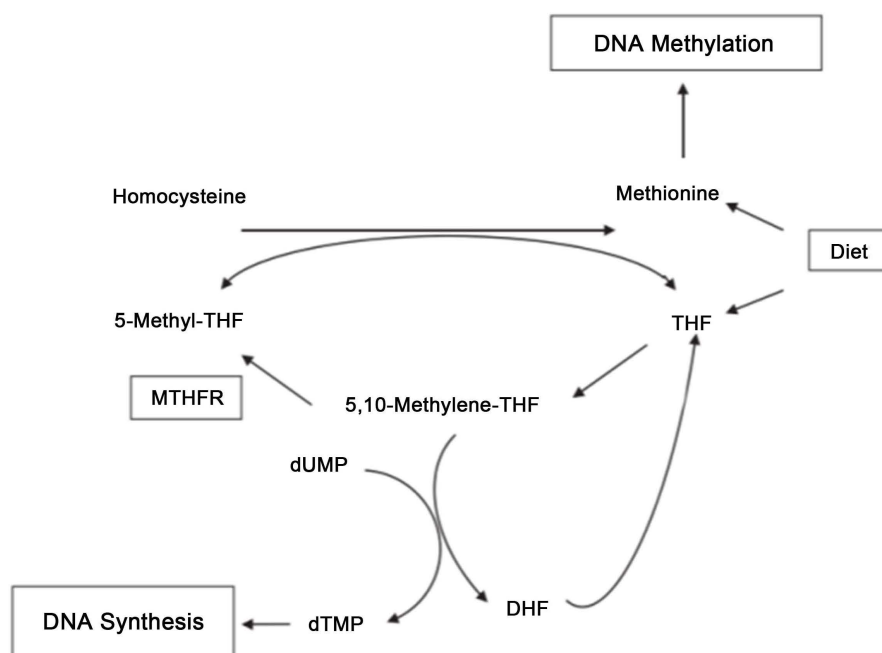 DNA Methylation
Homocysteine
Methionine
Diet
5-Methyl-THF
THF
MTHFR
5,10-Methylene-THF
dUMP
DHF
DNA Synthesis
dTMP